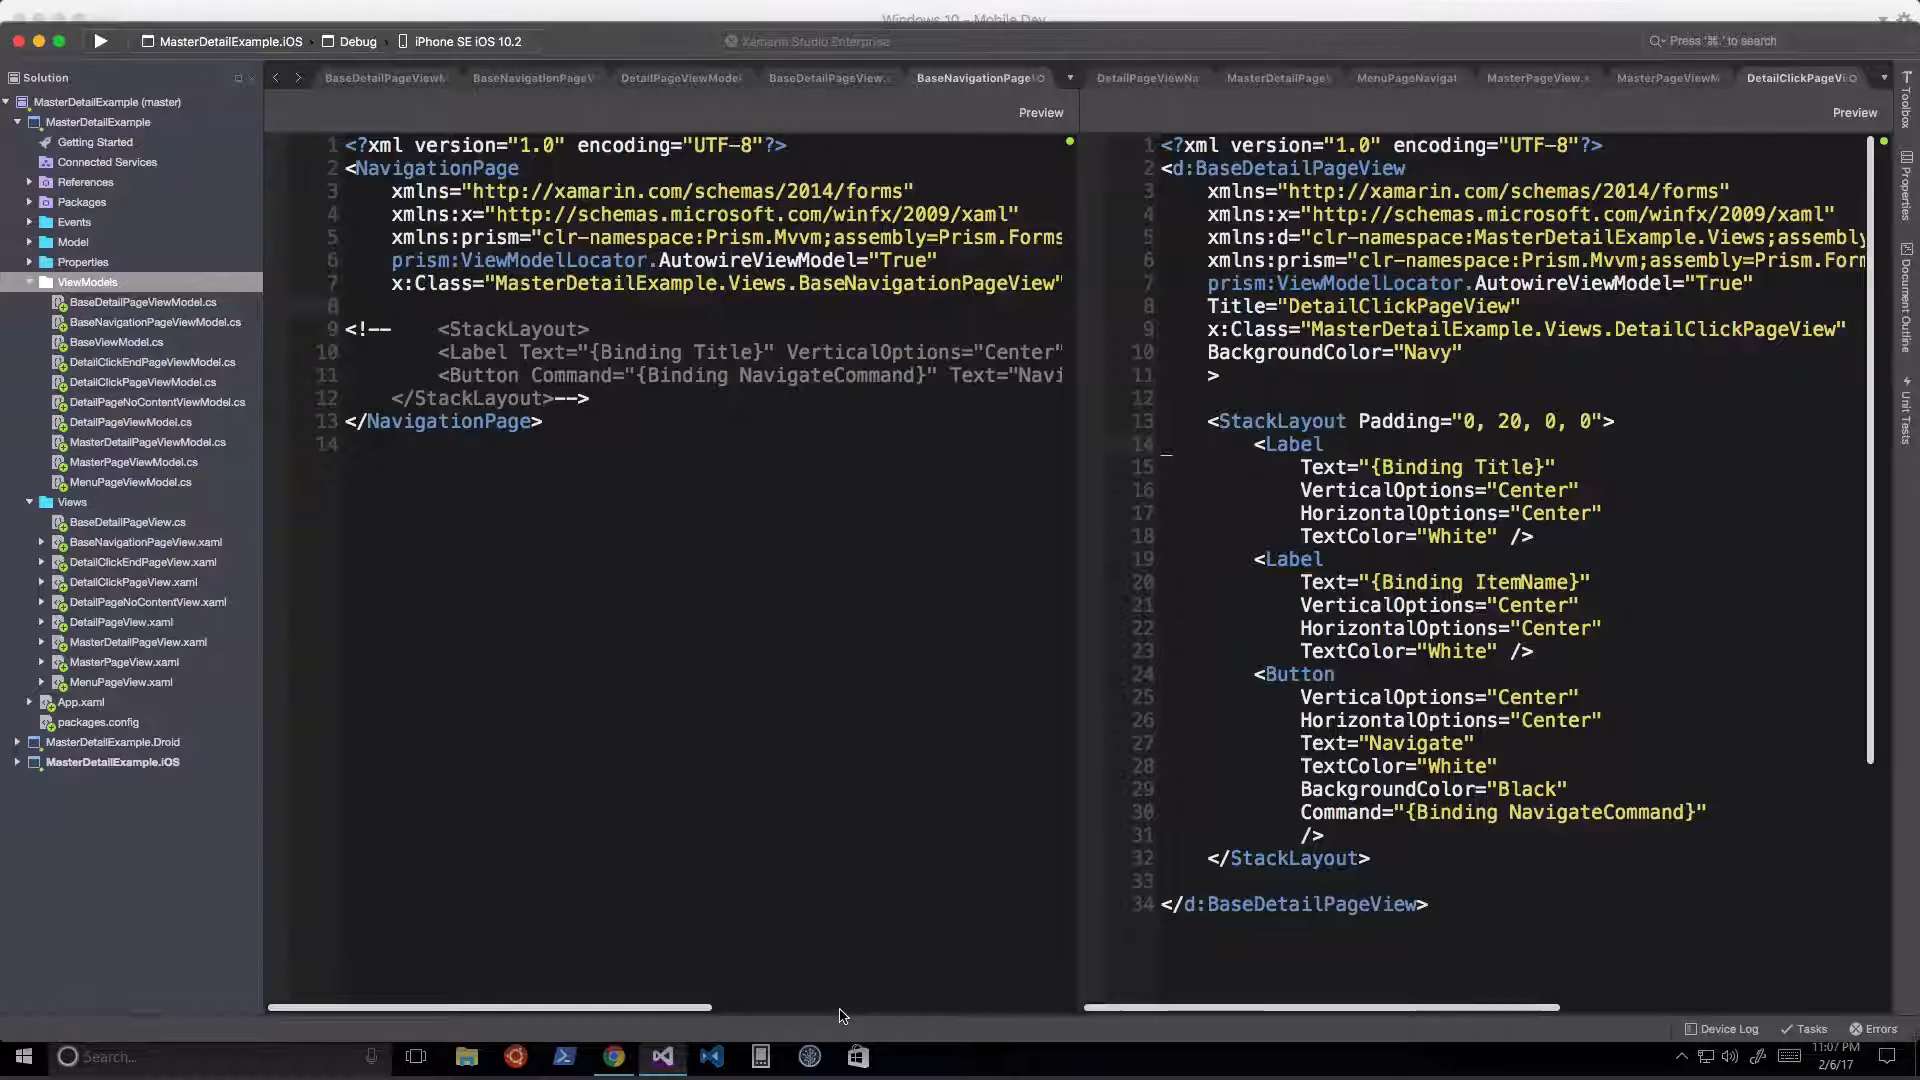 Windows 10 - Mobile Dev
MasterDetailExample.iOS
Debug
iPhone SE iOS 10.2
Xamarin Studio Enterprise
Press '⌘.' to search
Solution
BaseDetailPageViewM
BaseNavigationPageV
DetailPageViewMode
BaseDetailPageView.
BaseNavigationPage
DetailPageViewNa
MasterDetailPage
MenuPageNavigat
MasterPageView.x
MasterPageViewM
DetailClickPageVi
Preview
Preview
Toolbox
Properties
Document Outline
Unit Tests
MasterDetailExample (master)
MasterDetailExample
Getting Started
Connected Services
References
Packages
Events
Model
Properties
ViewModels
BaseDetailPageViewModel.cs
BaseNavigationPageViewModel.cs
BaseViewModel.cs
DetailClickEndPageViewModel.cs
DetailClickPageViewModel.cs
DetailPageNoContentViewModel.cs
DetailPageViewModel.cs
MasterDetailPageViewModel.cs
MasterPageViewModel.cs
MenuPageViewModel.cs
Views
BaseDetailPageView.cs
BaseNavigationPageView.xaml
DetailClickEndPageView.xaml
DetailClickPageView.xaml
DetailPageNoContentView.xaml
DetailPageView.xaml
MasterDetailPageView.xaml
MasterPageView.xaml
MenuPageView.xaml
App.xaml
packages.config
MasterDetailExample.Droid
MasterDetailExample.iOS
1 <?xml version="1.0" encoding="UTF-8"?>
2 <NavigationPage
3 xmlns="http://xamarin.com/schemas/2014/forms"
4 xmlns:x="http://schemas.microsoft.com/winfx/2009/xaml"
5 xmlns:prism="clr-namespace:Prism.Mvvm;assembly=Prism.Forms
6 prism:ViewModelLocator.AutowireViewModel="True"
7 x:Class="MasterDetailExample.Views.BaseNavigationPageView"
8
9 <!-- <StackLayout>
10 <Label Text="{Binding Title}" VerticalOptions="Center"
11 <Button Command="{Binding NavigateCommand}" Text="Navi
12 </StackLayout>-->
13 </NavigationPage>
14
1 <?xml version="1.0" encoding="UTF-8"?>
2 <d:BaseDetailPageView
3 xmlns="http://xamarin.com/schemas/2014/forms"
4 xmlns:x="http://schemas.microsoft.com/winfx/2009/xaml"
5 xmlns:d="clr-namespace:MasterDetailExample.Views;assembly
6 xmlns:prism="clr-namespace:Prism.Mvvm;assembly=Prism.Form
7 prism:ViewModelLocator.AutowireViewModel="True"
8 Title="DetailClickPageView"
9 x:Class="MasterDetailExample.Views.DetailClickPageView"
10 BackgroundColor="Navy"
11 >
12
13 <StackLayout Padding="0, 20, 0, 0">
14 <Label
15 Text="{Binding Title}"
16 VerticalOptions="Center"
17 HorizontalOptions="Center"
18 TextColor="White" />
19 <Label
20 Text="{Binding ItemName}"
21 VerticalOptions="Center"
22 HorizontalOptions="Center"
23 TextColor="White" />
24 <Button
25 VerticalOptions="Center"
26 HorizontalOptions="Center"
27 Text="Navigate"
28 TextColor="White"
29 BackgroundColor="Black"
30 Command="{Binding NavigateCommand}"
31 />
32 </StackLayout>
33
34 </d:BaseDetailPageView>
Device Log
Tasks
Errors
Search...
11:07 PM
2/6/17